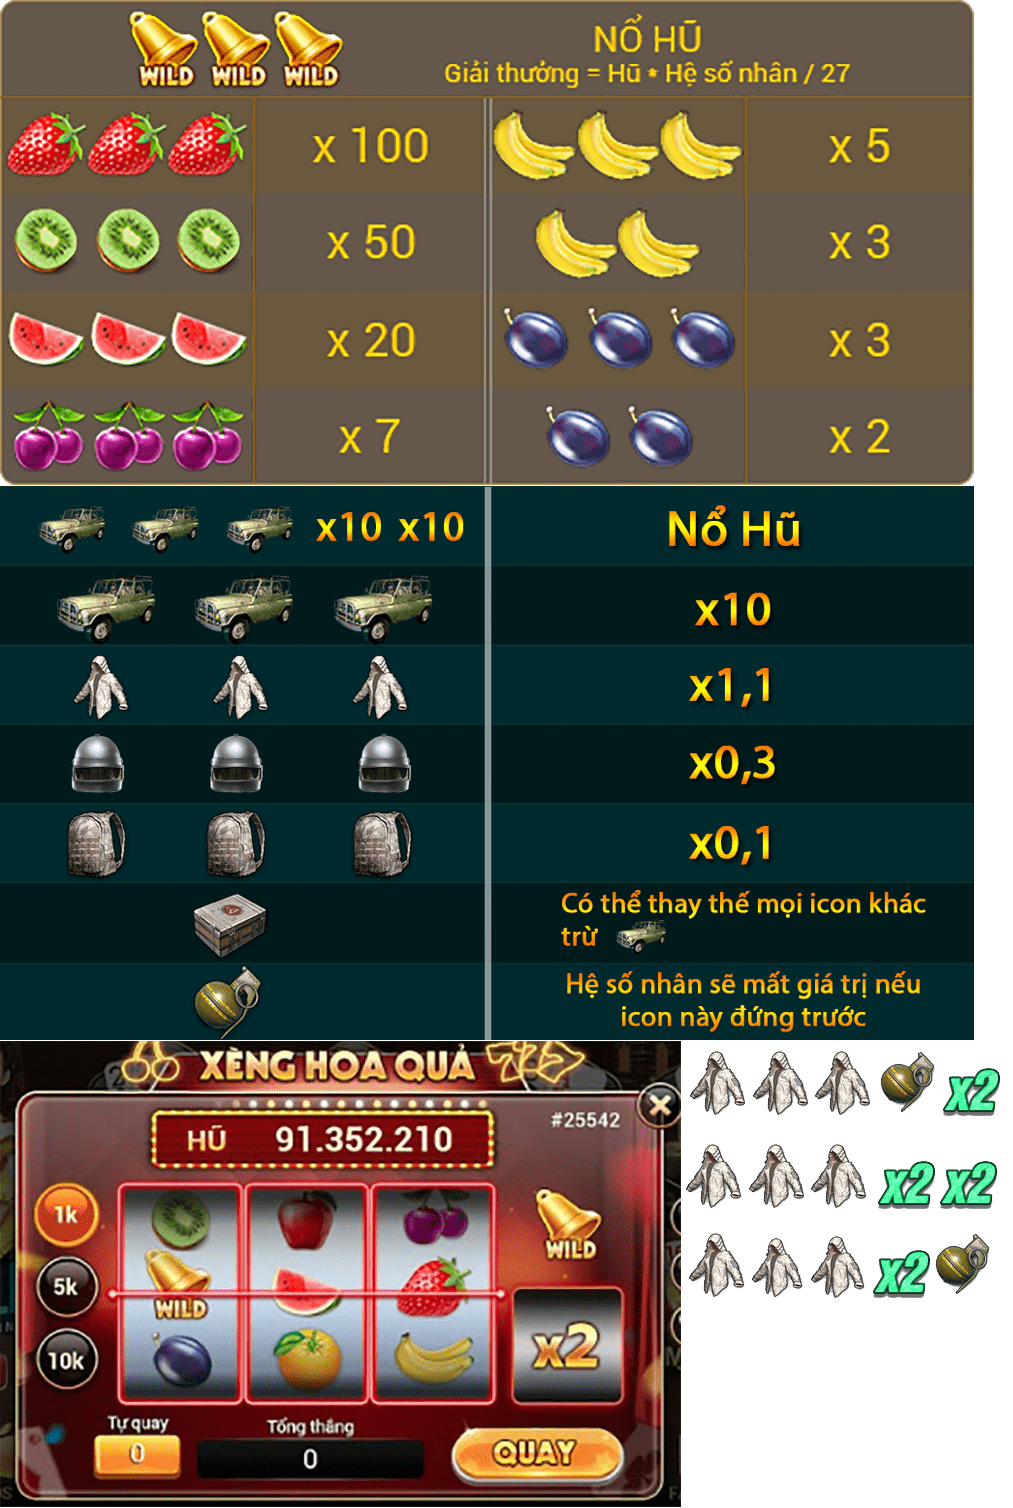 WILD WILD WILD
NỔ HŨ
Giải thưởng = Hũ * Hệ số nhân / 27
x 100
x 5
x 50
x 3
x 20
x 3
x 7
x 2
x10 x10
Nổ Hũ
x10
x1,1
x0,3
x0,1
Có thể thay thế mọi icon khác
trừ
Hệ số nhân sẽ mất giá trị nếu
icon này đứng trước
XÈNG HOA QUẢ
#25542
HŨ 91.352.210
1k
WILD
5k
WILD
x2
10k
Tự quay
0
Tổng thắng
0
QUAY
x2
x2 x2
x2